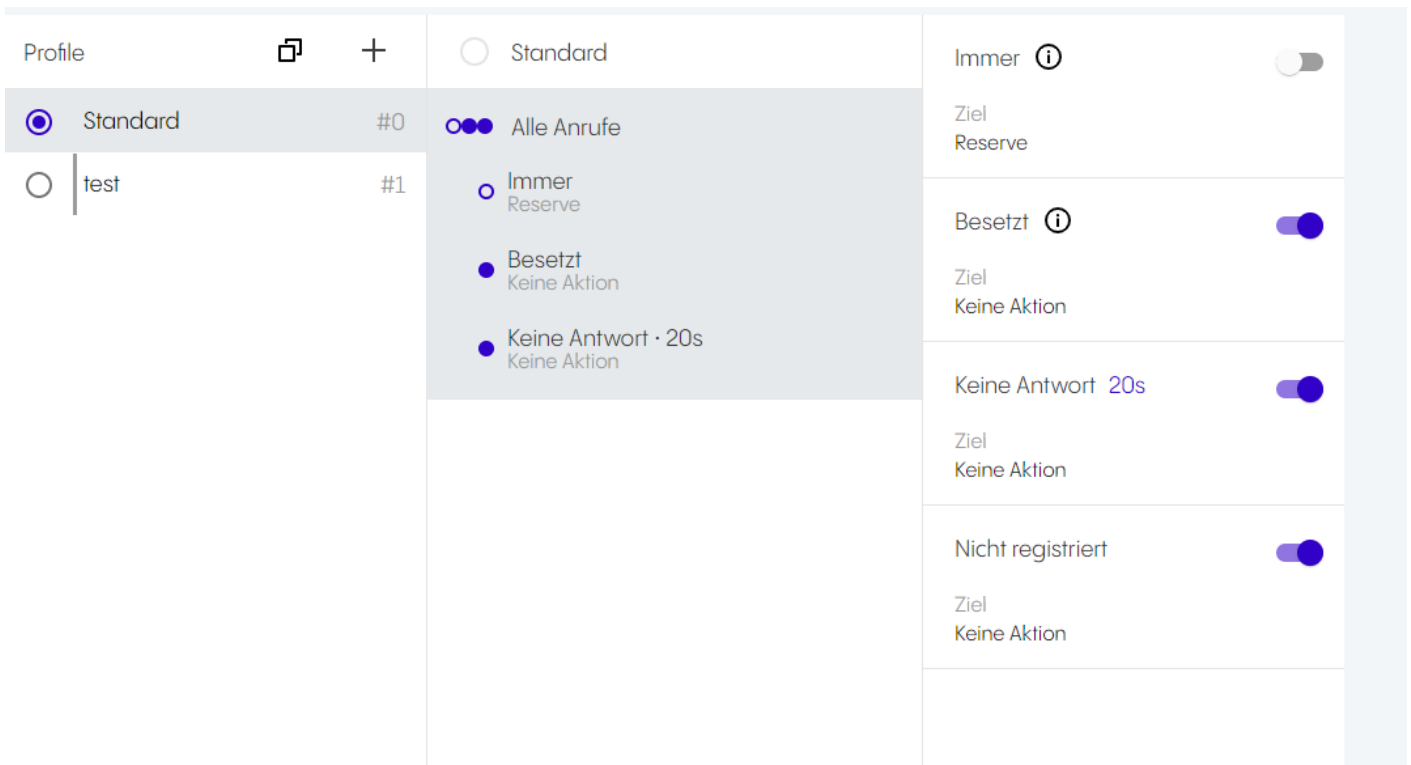 Profile
Standard #0
test #1
Standard
Alle Anrufe
Immer
Reserve
Besetzt
Keine Aktion
Keine Antwort · 20s
Keine Aktion
Immer
Ziel
Reserve
Besetzt
Ziel
Keine Aktion
Keine Antwort 20s
Ziel
Keine Aktion
Nicht registriert
Ziel
Keine Aktion